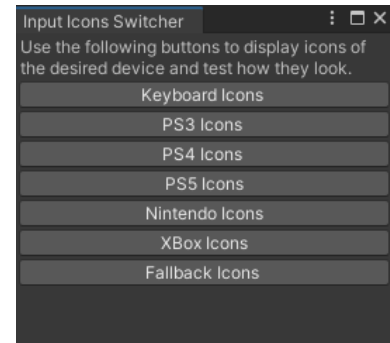 Input Icons Switcher
Use the following buttons to display icons of
the desired device and test how they look.
Keyboard Icons
PS3 Icons
PS4 Icons
PS5 Icons
Nintendo Icons
XBox Icons
Fallback Icons